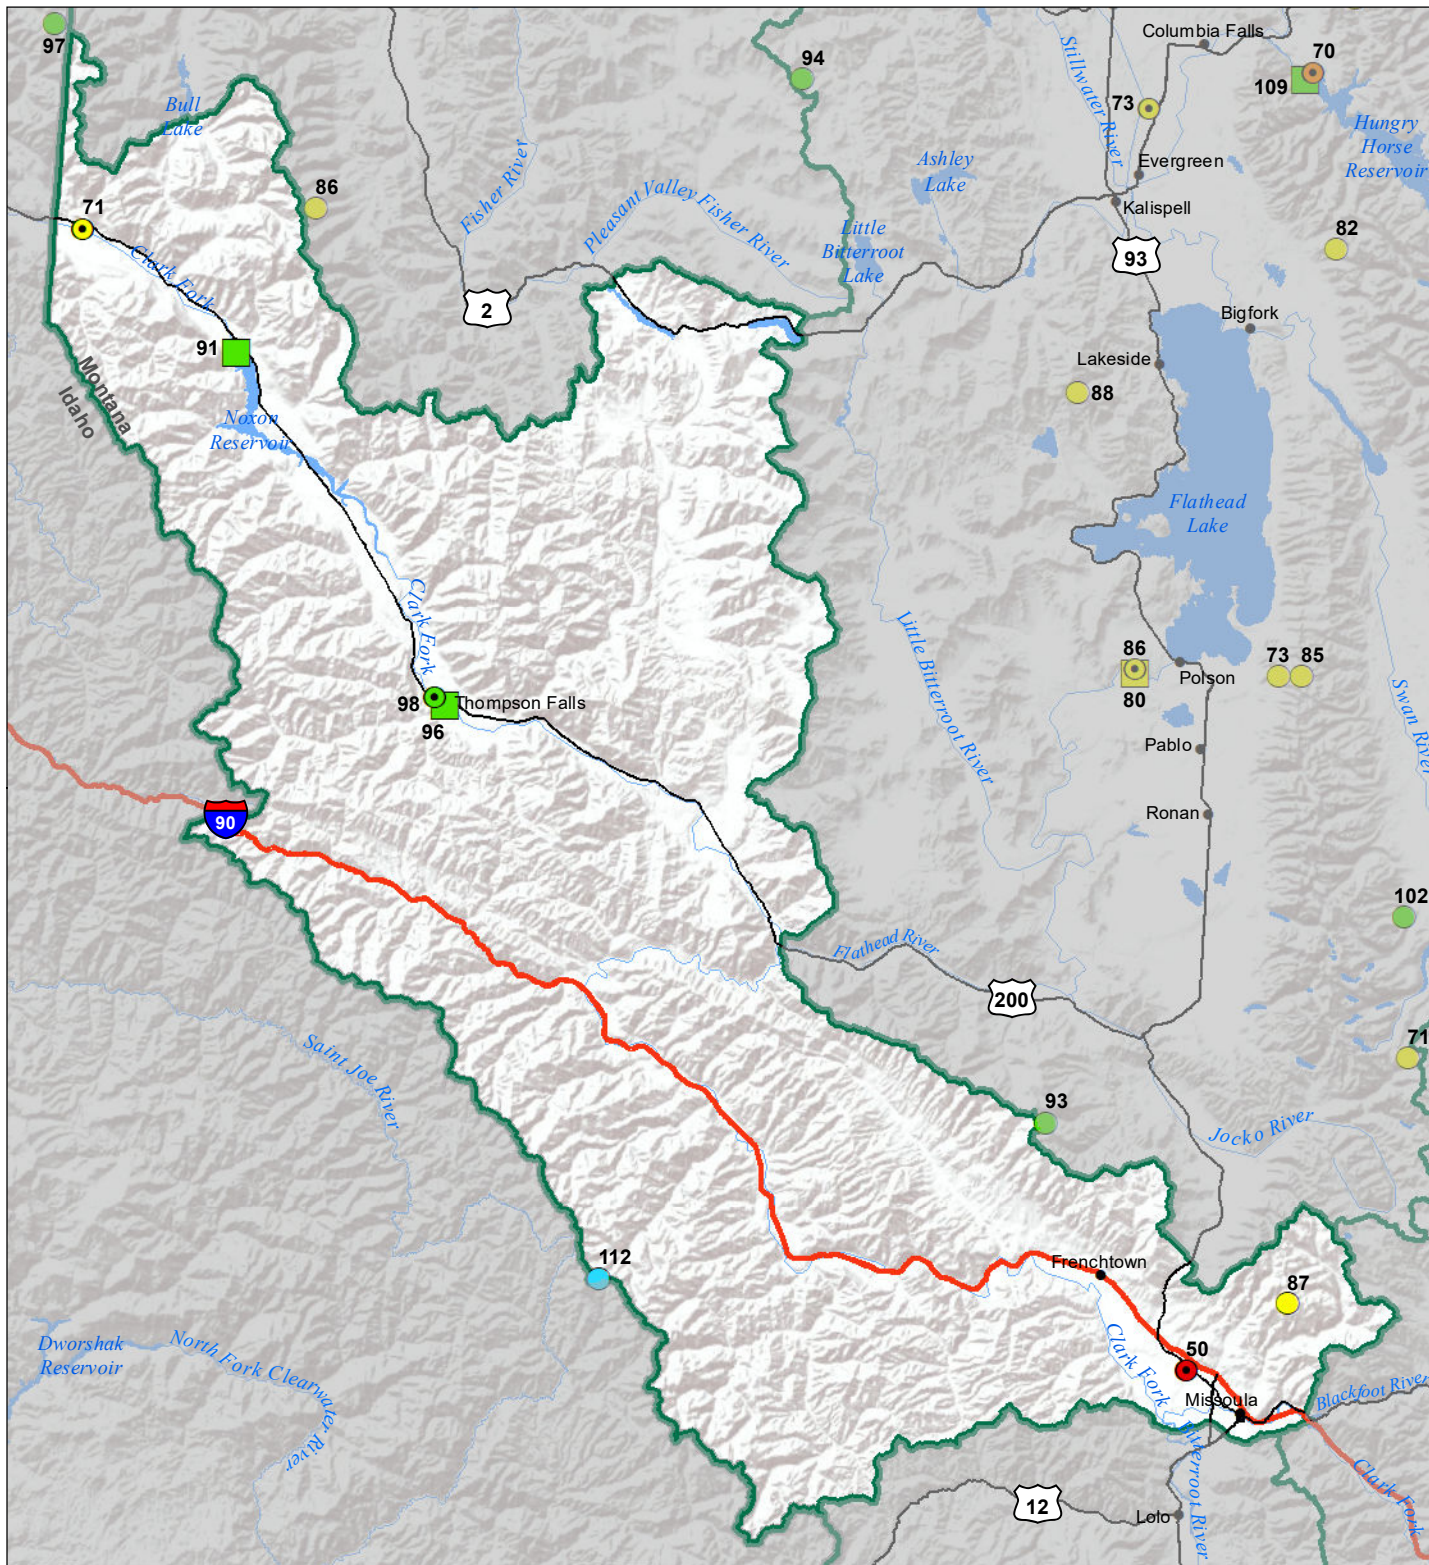 97
94
Columbia Falls
70
109
73
Stillwater River
Hungry
Horse
Reservoir
Bull
Lake
Evergreen
Ashley
Lake
86
Fisher River
Pleasant Valley Fisher River
Kalispell
71
Little
Bitterroot
Lake
82
93
Clark Fork
2
Bigfork
91
Lakeside
88
Montana
Idaho
Noxon
Reservoir
Flathead
Lake
Clark Fork
Little Bitterroot River
86
80
Polson
73
85
Swan River
98
96
Thompson Falls
Pablo
90
Ronan
102
Flathead River
200
Saint Joe River
71
93
Jocko River
112
Frenchtown
87
Dworshak
Reservoir
North Fork Clearwater River
Clark Fork
50
Missoula
Blackfoot River
Bitterroot River
Clark Fork
12
Lolo